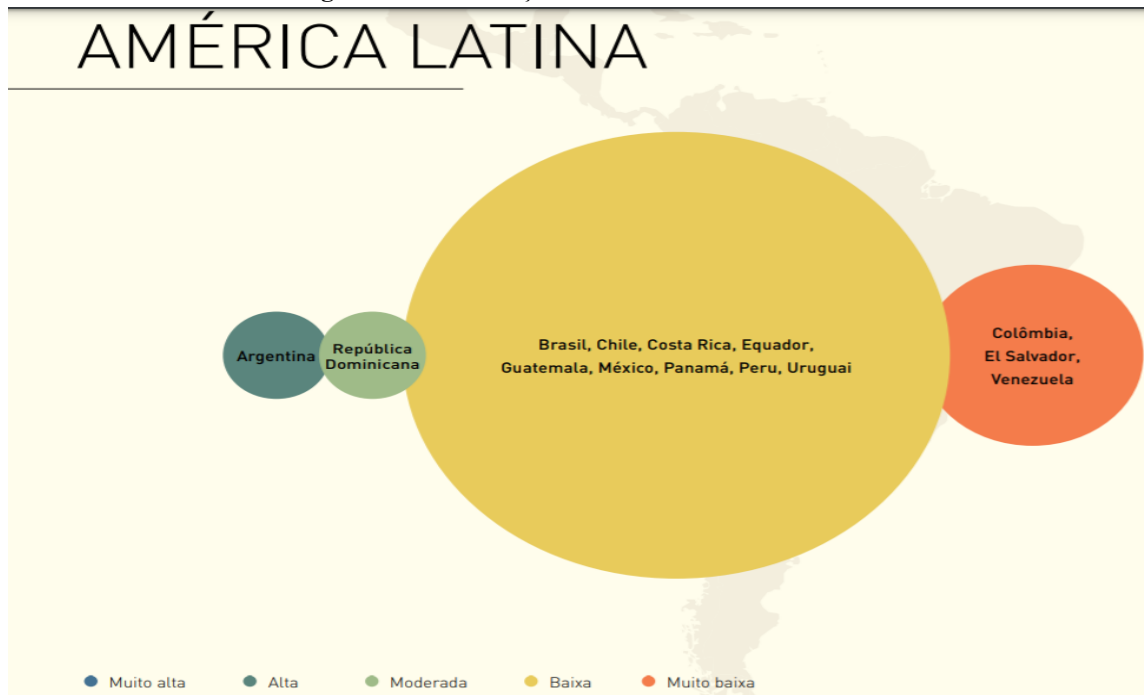 AMÉRICA LATINA
Argentina
República
Dominicana
Brasil, Chile, Costa Rica, Equador,
Guatemala, México, Panamá, Peru, Uruguai
Colômbia,
El Salvador,
Venezuela
Muito alta
Alta
Moderada
Baixa
Muito baixa